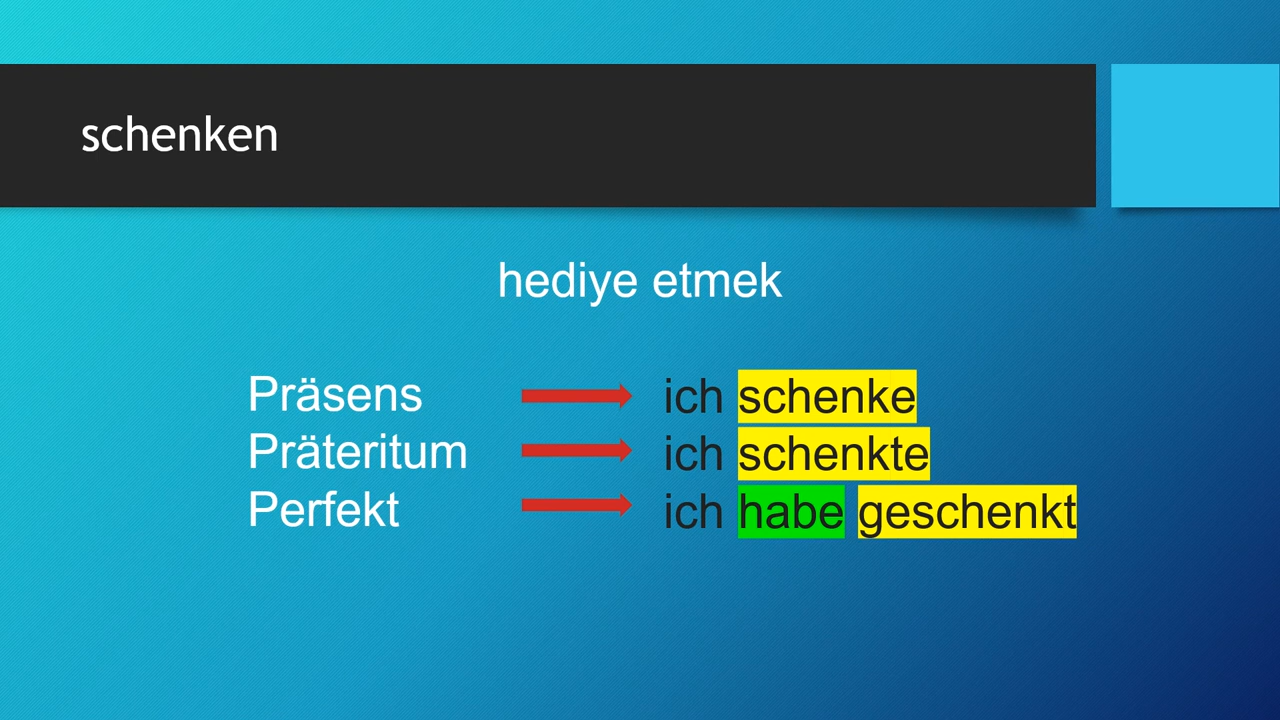 schenken
hediye etmek
Präsens ich schenke
Präteritum ich schenkte
Perfekt ich habe geschenkt